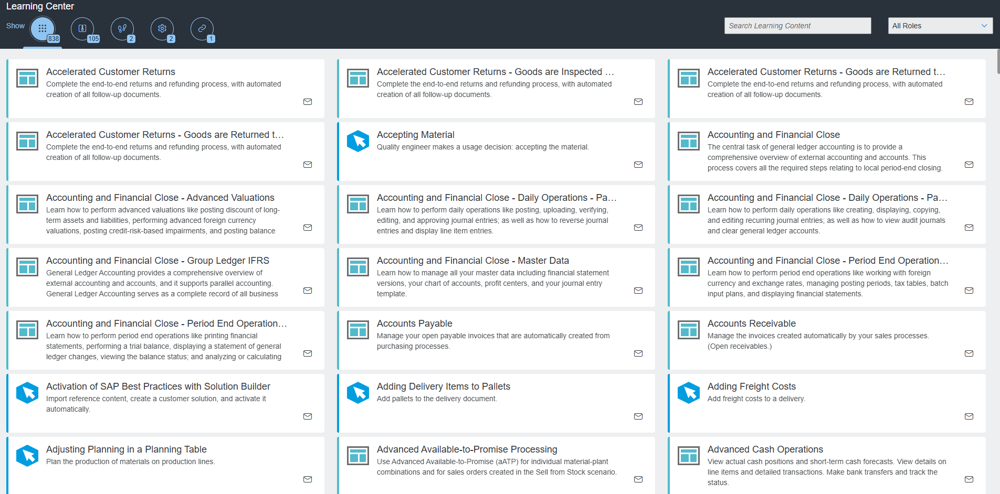 Learning Center
Show
838
105
2
2
1
Search Learning Content
All Roles
Accelerated Customer Returns
Complete the end-to-end returns and refunding process, with automated
creation of all follow-up documents.
Accelerated Customer Returns - Goods are Inspected …
Complete the end-to-end returns and refunding process, with automated
creation of all follow-up documents.
Accelerated Customer Returns - Goods are Returned t…
Complete the end-to-end returns and refunding process, with automated
creation of all follow-up documents.
Accelerated Customer Returns - Goods are Returned t…
Complete the end-to-end returns and refunding process, with automated
creation of all follow-up documents.
Accepting Material
Quality engineer makes a usage decision: accepting the material.
Accounting and Financial Close
The central task of general ledger accounting is to provide a
comprehensive overview of external accounting and accounts. This
process covers all the required steps relating to local period-end closing.
Accounting and Financial Close - Advanced Valuations
Learn how to perform advanced valuations like posting discount of long-
term assets and liabilities, performing advanced foreign currency
valuations, posting credit-risk-based impairments, and posting balance
Accounting and Financial Close - Daily Operations - Pa…
Learn how to perform daily operations like posting, uploading, verifying,
editing, and approving journal entries; as well as how to reverse journal
entries and display line item entries.
Accounting and Financial Close - Daily Operations - Pa…
Learn how to perform daily operations like creating, displaying, copying,
and editing recurring journal entries; as well as how to view audit journals
and clear general ledger accounts.
Accounting and Financial Close - Group Ledger IFRS
General Ledger Accounting provides a comprehensive overview of
external accounting and accounts, and it supports parallel accounting.
General Ledger Accounting serves as a complete record of all business
Accounting and Financial Close - Master Data
Learn how to manage all your master data including financial statement
versions, your chart of accounts, profit centers, and your journal entry
template.
Accounting and Financial Close - Period End Operation…
Learn how to perform period end operations like working with foreign
currency and exchange rates, managing posting periods, tax tables, batch
input plans, and displaying financial statements.
Accounting and Financial Close - Period End Operation…
Learn how to perform period end operations like printing financial
statements, performing a trial balance, displaying a statement of general
ledger changes, viewing the balance status; and analyzing or calculating
Accounts Payable
Manage your open payable invoices that are automatically created from
purchasing processes.
Accounts Receivable
Manage the invoices created automatically by your sales processes.
(Open receivables.)
Activation of SAP Best Practices with Solution Builder
Import reference content, create a customer solution, and activate it
automatically.
Adding Delivery Items to Pallets
Add pallets to the delivery document.
Adding Freight Costs
Add freight costs to a delivery.
Adjusting Planning in a Planning Table
Plan the production of materials on production lines.
Advanced Available-to-Promise Processing
Use Advanced Available-to-Promise (aATP) for individual material-plant
combinations and for sales orders created in the Sell from Stock scenario.
Advanced Cash Operations
View actual cash positions and short-term cash forecasts. View details on
line items and detailed transactions. Make bank transfers and track the
status.